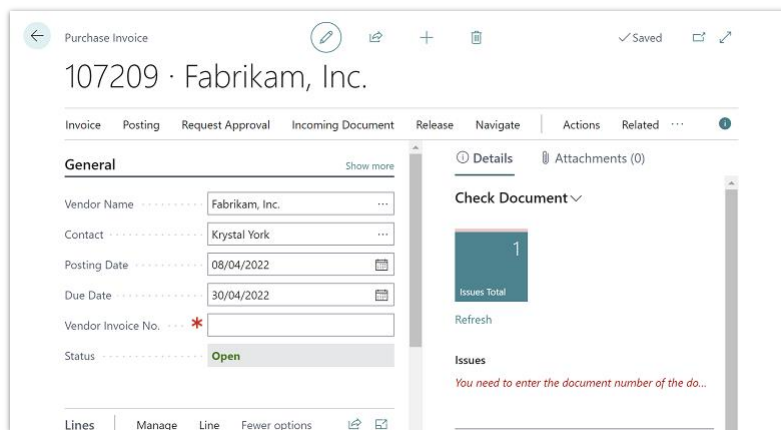 Purchase Invoice
Saved
107209 · Fabrikam, Inc.
Invoice Posting Request Approval Incoming Document Release Navigate Actions Related ...
General Show more
Vendor Name Fabrikam, Inc. ...
Contact Krystal York ...
Posting Date 08/04/2022
Due Date 30/04/2022
Vendor Invoice No. *
Status Open
Lines Manage Line Fewer options
Details Attachments (0)
Check Document
1
Issues Total
Refresh
Issues
You need to enter the document number of the do...